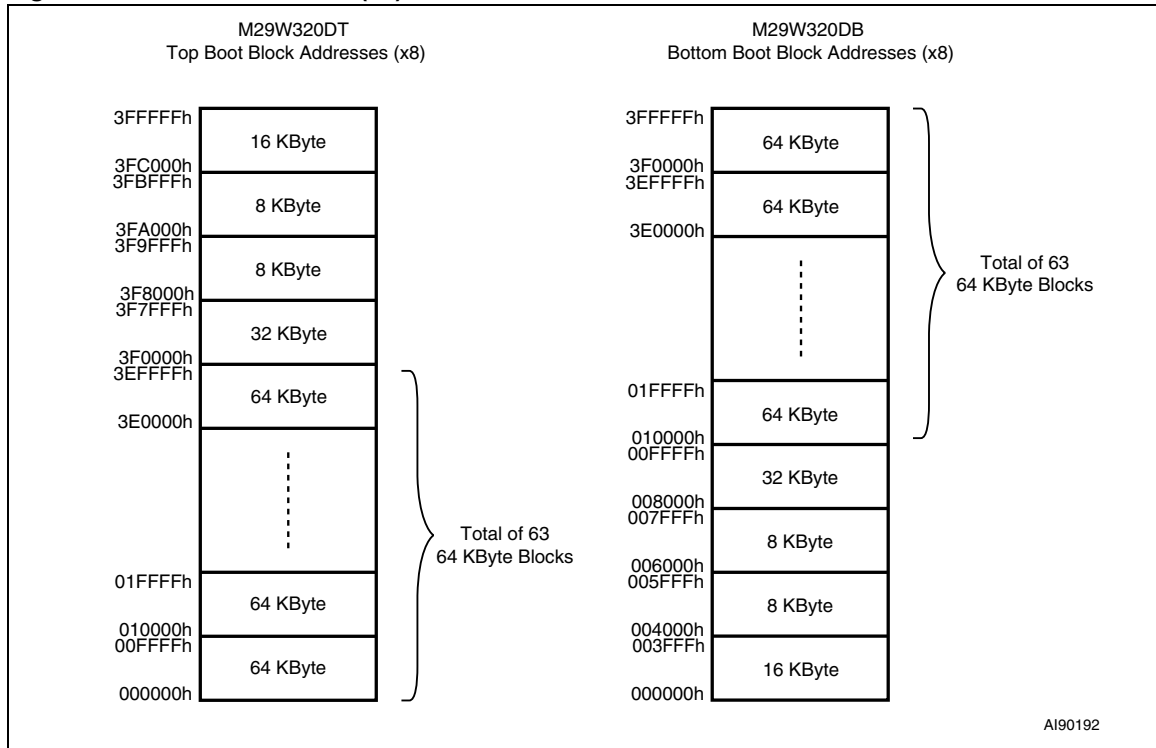 M29W320DT
Top Boot Block Addresses (x8)
3FFFFFh
16 KByte
3FC000h
3FBFFFh
8 KByte
3FA000h
3F9FFFh
8 KByte
3F8000h
3F7FFFh
32 KByte
3F0000h
3EFFFFh
64 KByte
3E0000h
Total of 63
64 KByte Blocks
01FFFFh
64 KByte
010000h
00FFFFh
64 KByte
000000h
M29W320DB
Bottom Boot Block Addresses (x8)
3FFFFFh
64 KByte
3F0000h
3EFFFFh
64 KByte
3E0000h
Total of 63
64 KByte Blocks
01FFFFh
64 KByte
010000h
00FFFFh
32 KByte
008000h
007FFFh
8 KByte
006000h
005FFFh
8 KByte
004000h
003FFFh
16 KByte
000000h
AI90192